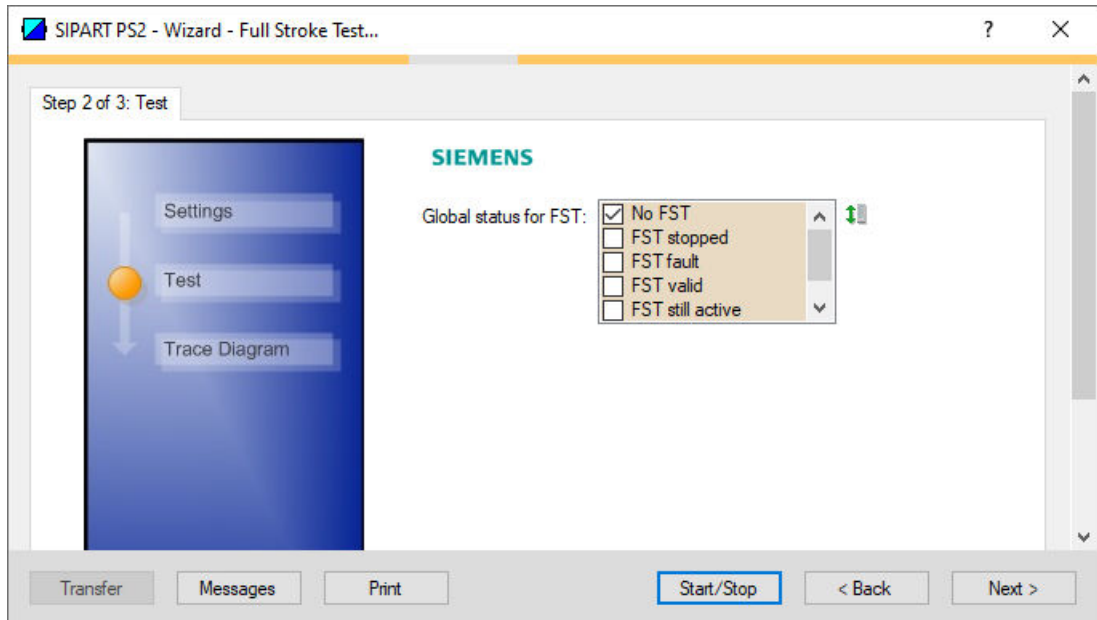 SIPART PS2 - Wizard - Full Stroke Test...
Step 2 of 3: Test
Settings
Test
Trace Diagram
SIEMENS
Global status for FST:
No FST
FST stopped
FST fault
FST valid
FST still active
Transfer
Messages
Print
Start/Stop
< Back
Next >